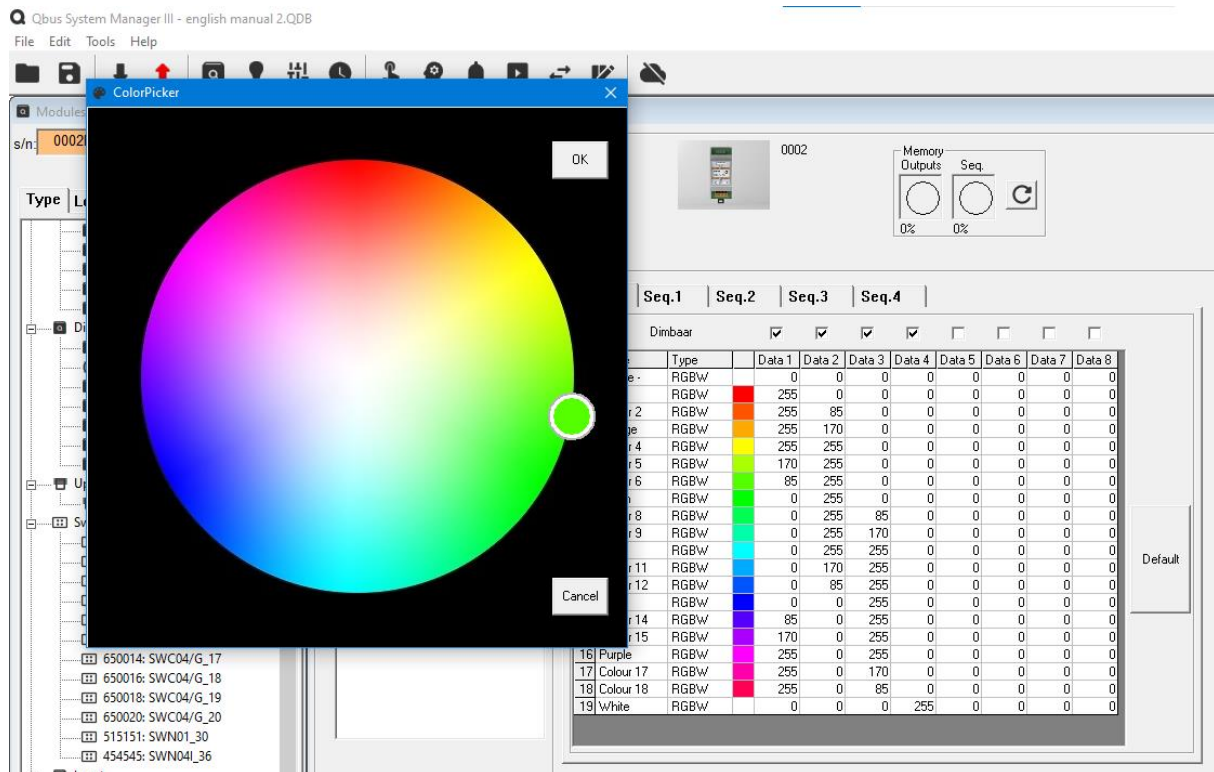 Qbus System Manager III - english manual 2.QDB
File Edit Tools Help
ColorPicker
Modules
s/n: 0002
OK
0002
Memory
Outputs Seq.
0% 0%
Type
Seq.1 Seq.2 Seq.3 Seq.4
Dimbaar
Type Data 1 Data 2 Data 3 Data 4 Data 5 Data 6 Data 7 Data 8
RGBW 0 0 0 0 0 0 0 0
RGBW 255 0 0 0 0 0 0 0
2 RGBW 255 85 0 0 0 0 0 0
RGBW 255 170 0 0 0 0 0 0
4 RGBW 255 255 0 0 0 0 0 0
5 RGBW 170 255 0 0 0 0 0 0
6 RGBW 85 255 0 0 0 0 0 0
RGBW 0 255 0 0 0 0 0 0
8 RGBW 0 255 85 0 0 0 0 0
9 RGBW 0 255 170 0 0 0 0 0
RGBW 0 255 255 0 0 0 0 0
11 RGBW 0 170 255 0 0 0 0 0
12 RGBW 0 85 255 0 0 0 0 0
RGBW 0 0 255 0 0 0 0 0
14 RGBW 85 0 255 0 0 0 0 0
15 RGBW 170 0 255 0 0 0 0 0
16 Purple RGBW 255 0 255 0 0 0 0 0
17 Colour 17 RGBW 255 0 170 0 0 0 0 0
18 Colour 18 RGBW 255 0 85 0 0 0 0 0
19 White RGBW 0 0 0 255 0 0 0 0
Default
Cancel
650014: SWC04/G_17
650016: SWC04/G_18
650018: SWC04/G_19
650020: SWC04/G_20
515151: SWN01_30
454545: SWN04I_36